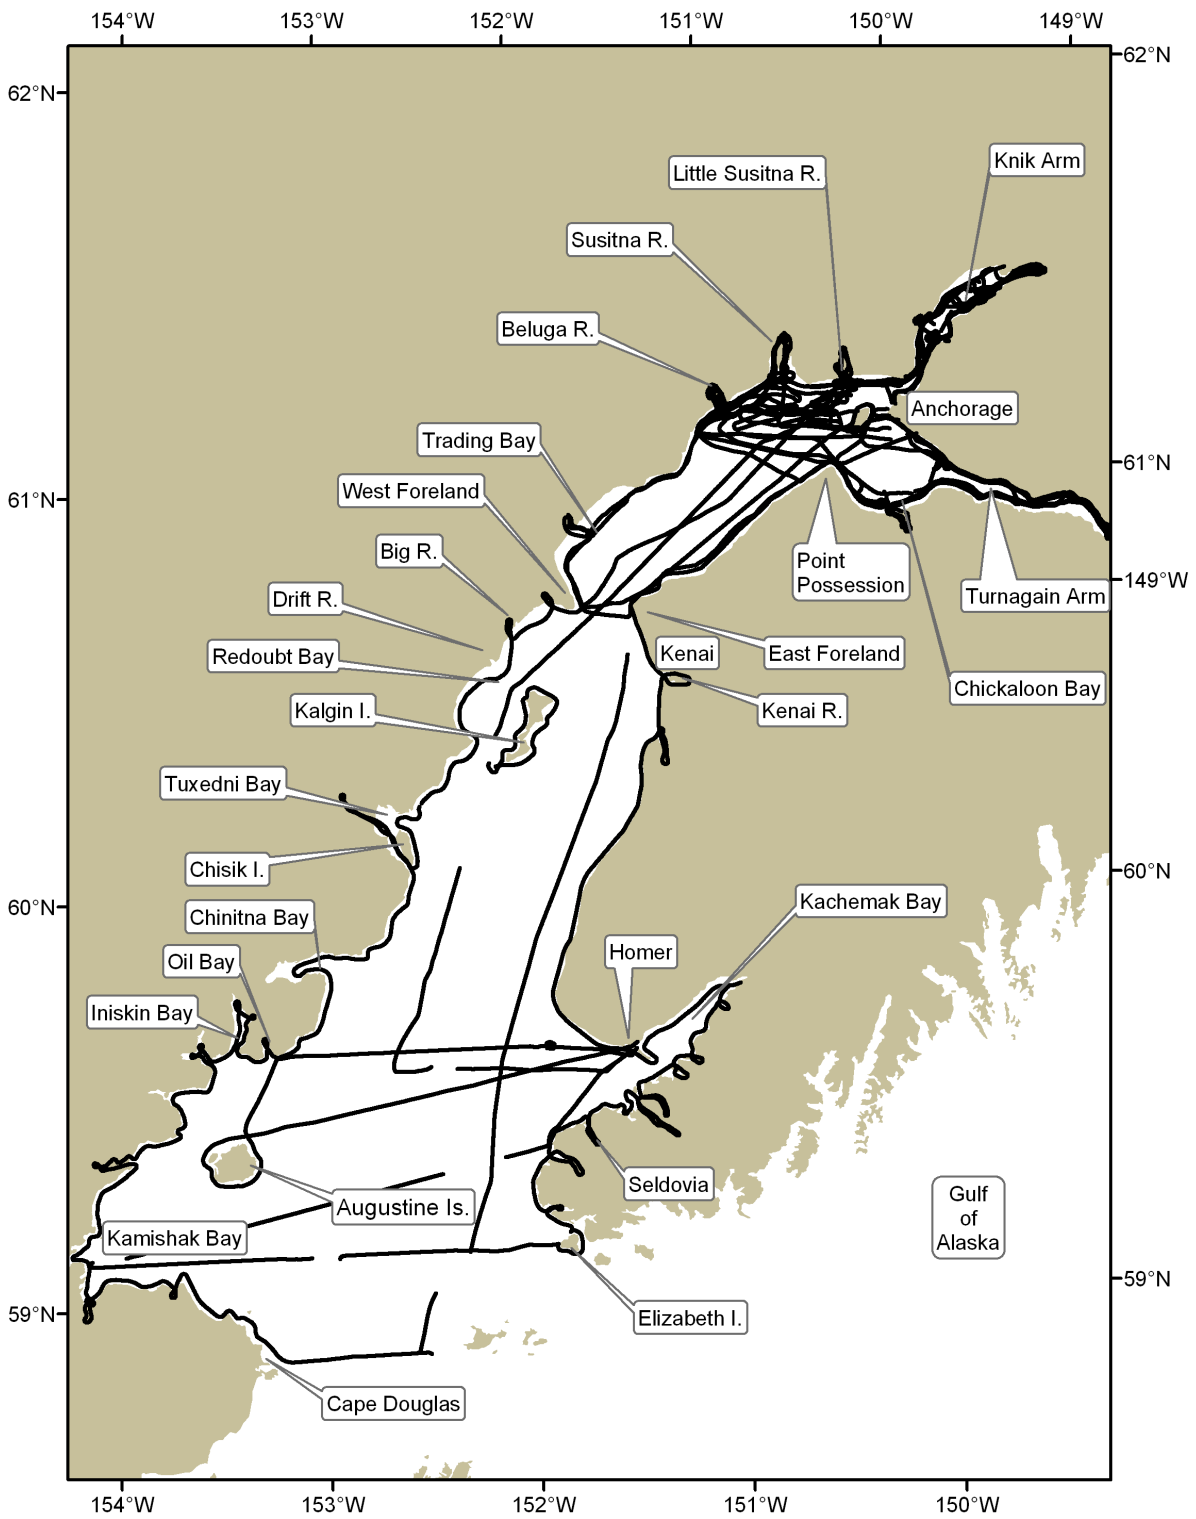 154°W
153°W
152°W
151°W
150°W
149°W
62°N
62°N
Knik Arm
Little Susitna R.
Susitna R.
Beluga R.
Anchorage
Trading Bay
61°N
West Foreland
61°N
Big R.
Point
Possession
149°W
Drift R.
Turnagain Arm
Redoubt Bay
Kenai
East Foreland
Chickaloon Bay
Kalgin I.
Kenai R.
Tuxedni Bay
Chisik I.
60°N
Kachemak Bay
60°N
Chinitna Bay
Homer
Oil Bay
Iniskin Bay
Seldovia
Gulf
of
Alaska
Augustine Is.
Kamishak Bay
59°N
59°N
Elizabeth I.
Cape Douglas
154°W
153°W
152°W
151°W
150°W